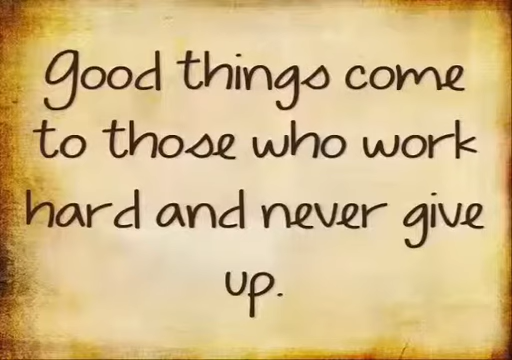 good things come
to those who work
hard and never give
up.